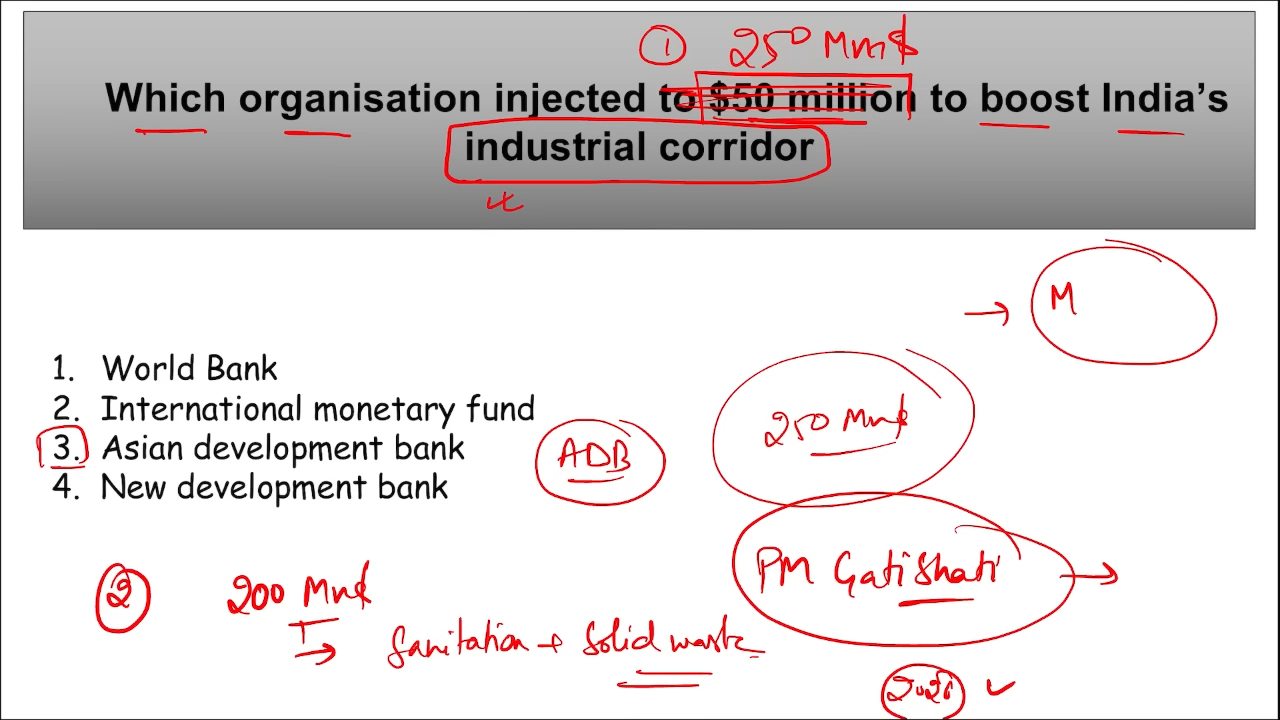 ① 250 Mn$
Which organisation injected to $50 million to boost India's
industrial corridor
→ M
1. World Bank
2. International monetary fund
3. Asian development bank
4. New development bank
ADB
250 Mn$
PM Gati Shati →
② 200 Mn$
→ Sanitation + Solid waste